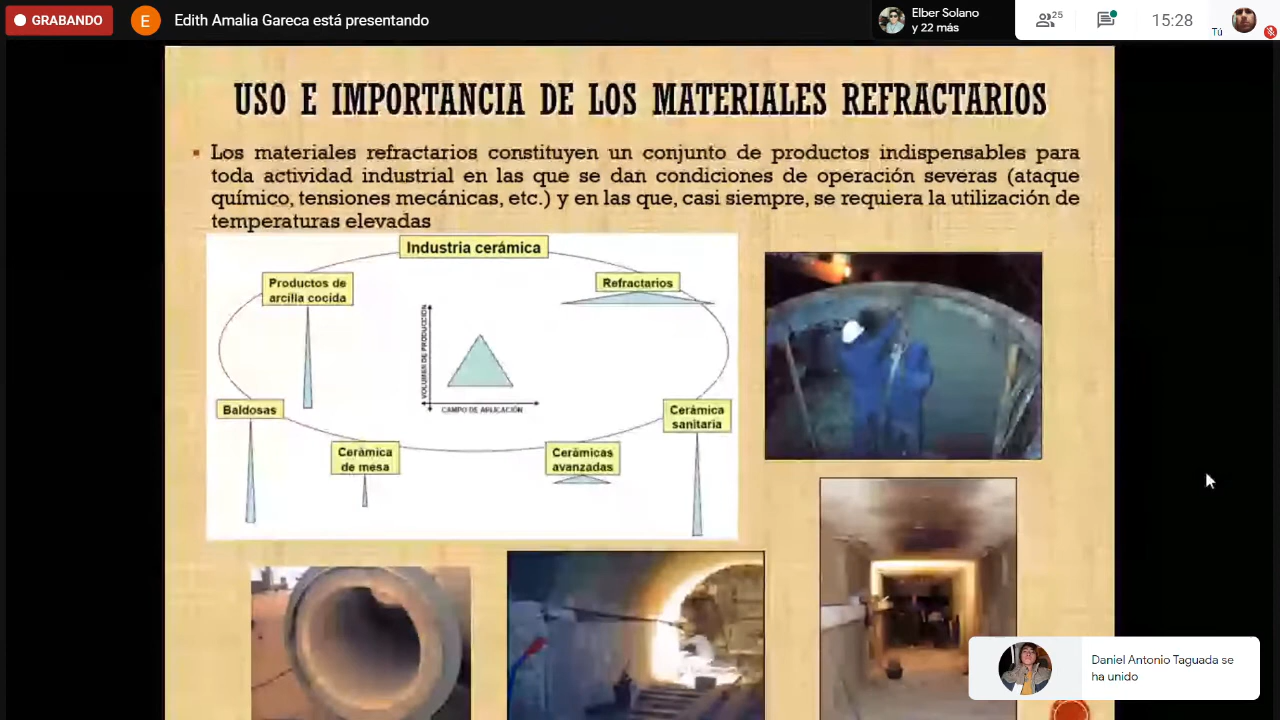 GRABANDO
E
Edith Amalia Gareca está presentando
Elber Solano
y 22 más
25
15:28
Tú
USO E IMPORTANCIA DE LOS MATERIALES REFRACTARIOS
Los materiales refractarios constituyen un conjunto de productos indispensables para
toda actividad industrial en las que se dan condiciones de operación severas (ataque
químico, tensiones mecánicas, etc.) y en las que, casi siempre, se requiera la utilización de
temperaturas elevadas
Industria cerámica
Productos de
arcilla cocida
Refractarios
VOLUMEN DE PRODUCCIÓN
CAMPO DE APLICACIÓN
Baldosas
Cerámica
sanitaria
Cerámica
de mesa
Cerámicas
avanzadas
Daniel Antonio Taguada se
ha unido